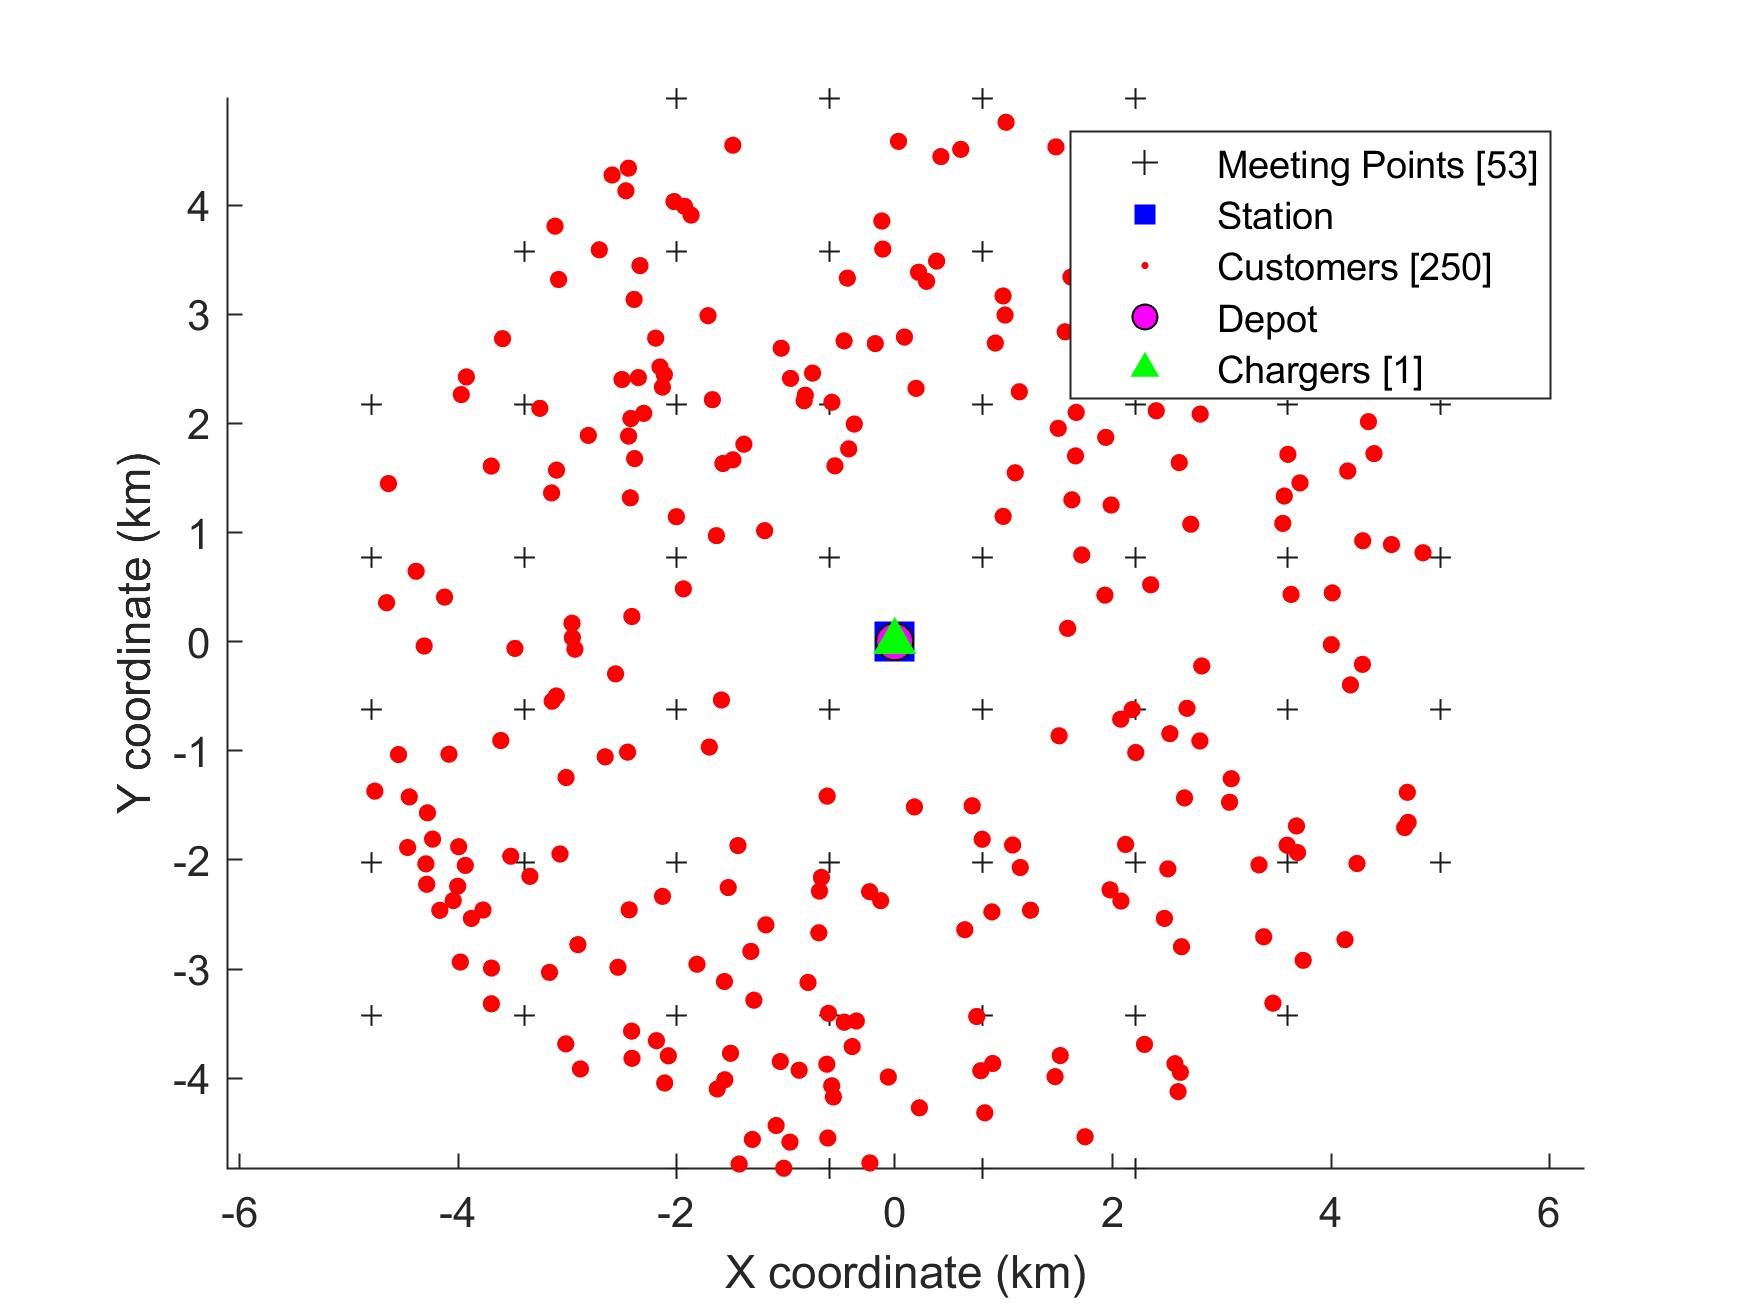 Meeting Points [53]
Station
Customers [250]
Depot
Chargers [1]
4
3
2
1
0
-1
-2
-3
-4
Y coordinate (km)
-6 -4 -2 0 2 4 6
X coordinate (km)